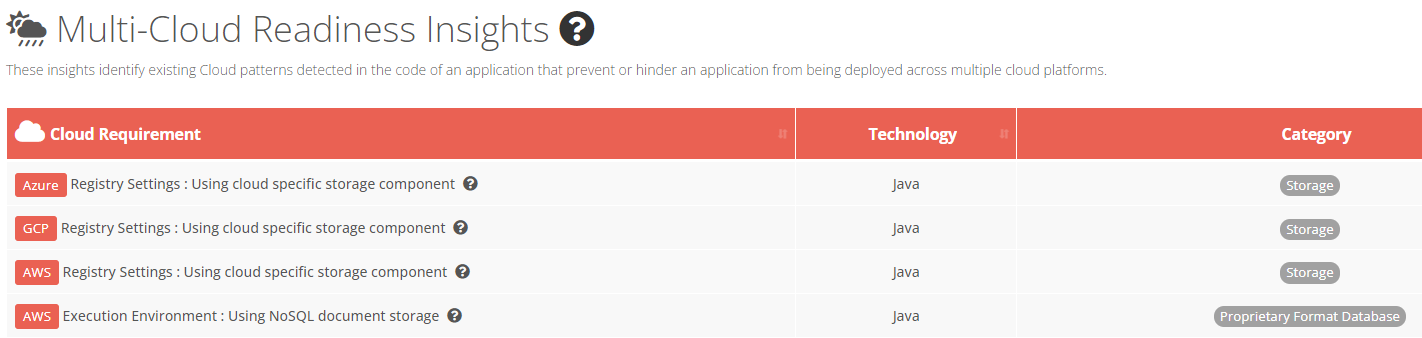 Multi-Cloud Readiness Insights ?
These insights identify existing Cloud patterns detected in the code of an application that prevent or hinder an application from being deployed across multiple cloud platforms.
Cloud Requirement Technology Category
Azure Registry Settings : Using cloud specific storage component ? Java Storage
GCP Registry Settings : Using cloud specific storage component ? Java Storage
AWS Registry Settings : Using cloud specific storage component ? Java Storage
AWS Execution Environment : Using NoSQL document storage ? Java Proprietary Format Database